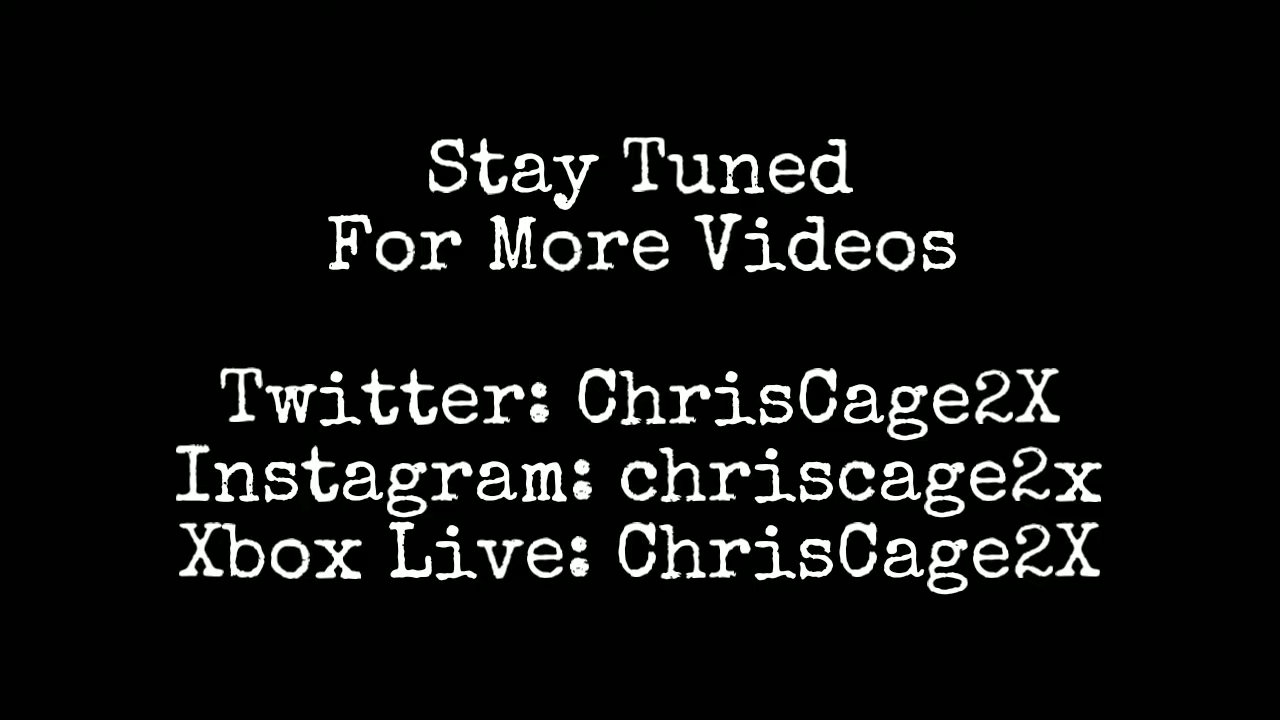 Stay Tuned
For More Videos
Twitter: ChrisCage2X
Instagram: chriscage2x
Xbox Live: ChrisCage2X